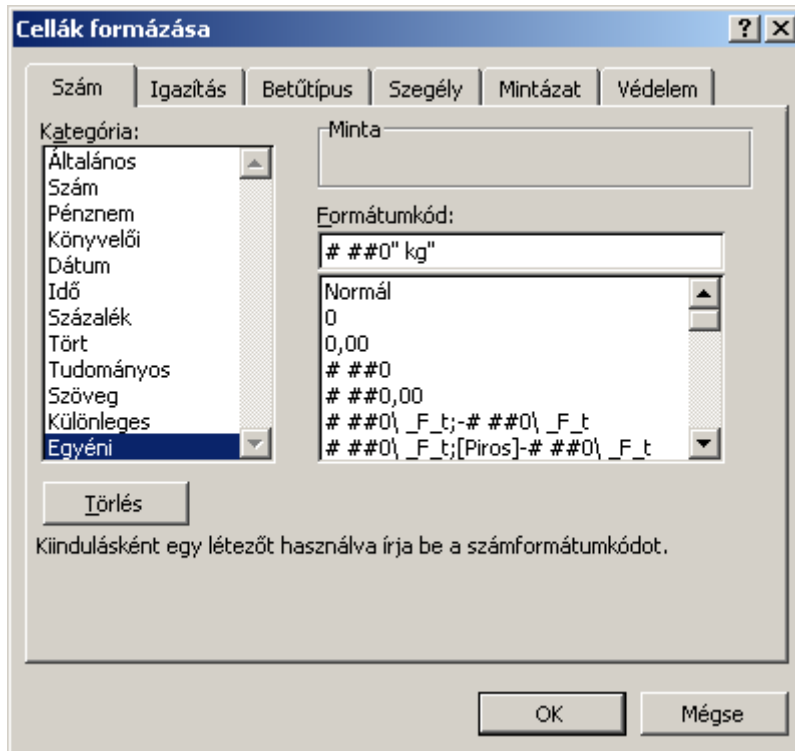 Cellák formázása
Szám Igazítás Betűtípus Szegély Mintázat Védelem
Kategória:
Általános
Szám
Pénznem
Könyvelői
Dátum
Idő
Százalék
Tört
Tudományos
Szöveg
Különleges
Egyéni
Minta
Formátumkód:
# ##0" kg"
Normál
0
0,00
# ##0
# ##0,00
# ##0\ _F_t;-# ##0\ _F_t
# ##0\ _F_t;[Piros]-# ##0\ _F_t
Törlés
Kiindulásként egy létezőt használva írja be a számformátumkódot.
OK Mégse